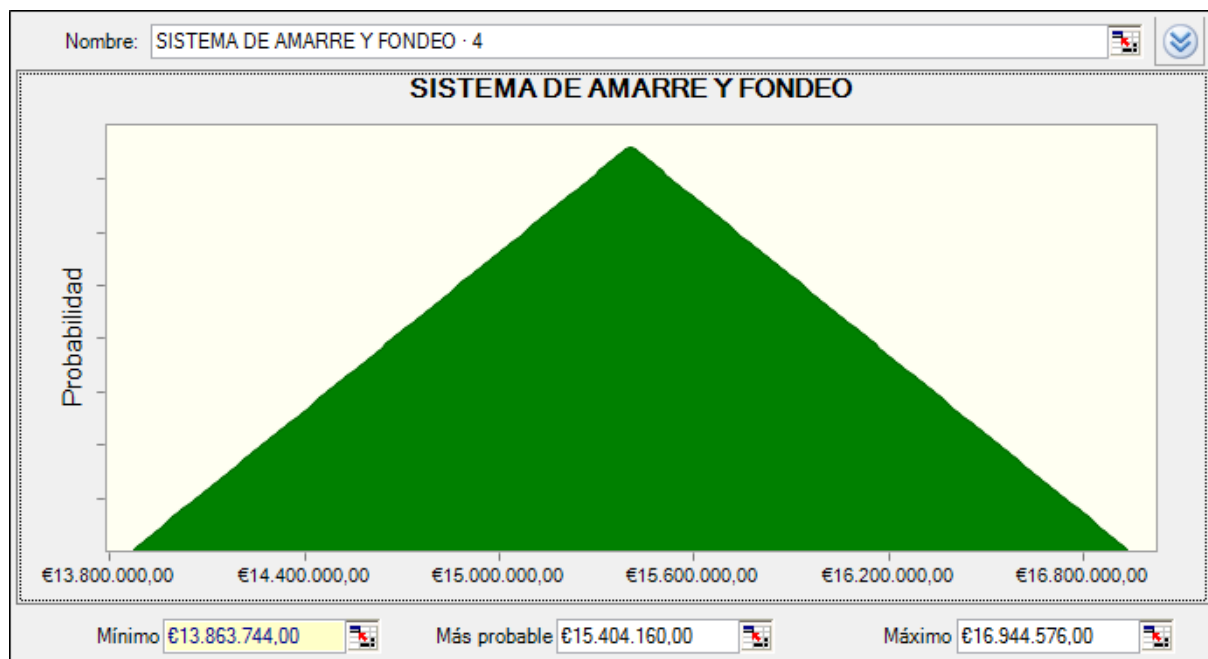 Nombre: SISTEMA DE AMARRE Y FONDEO · 4
SISTEMA DE AMARRE Y FONDEO
Probabilidad
€13.800.000,00 €14.400.000,00 €15.000.000,00 €15.600.000,00 €16.200.000,00 €16.800.000,00
Mínimo €13.863.744,00 Más probable €15.404.160,00 Máximo €16.944.576,00